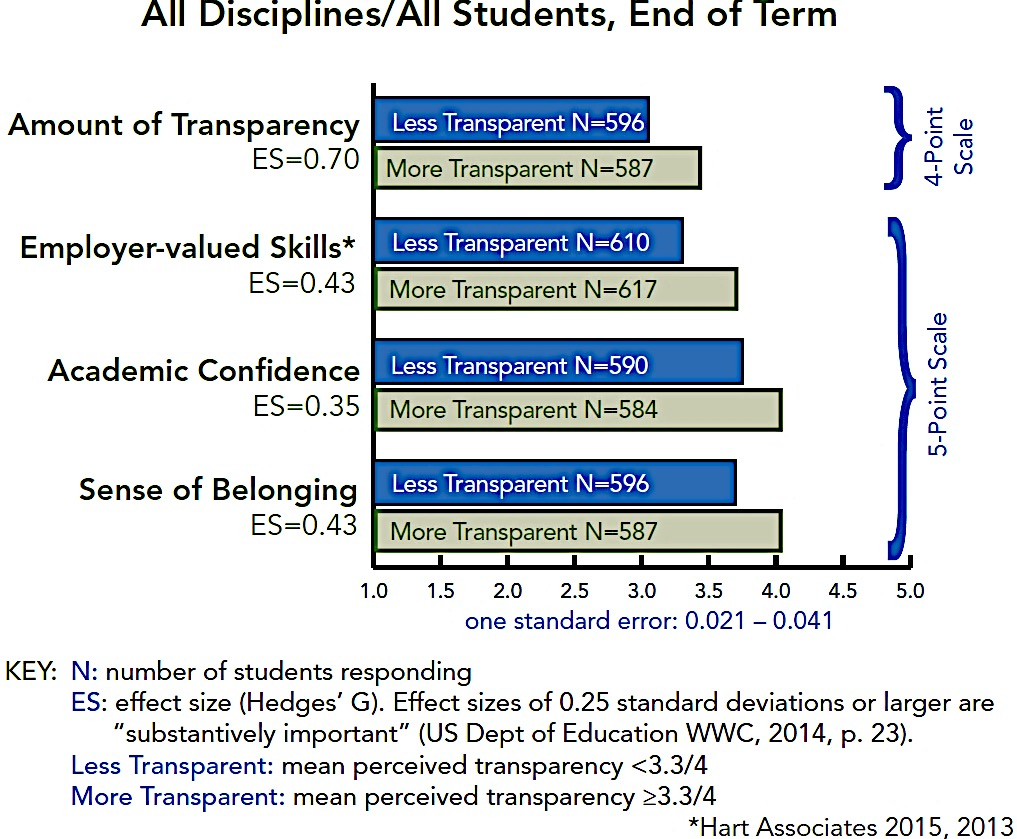 All Disciplines/All Students, End of Term
Amount of Transparency
ES=0.70
Less Transparent N=596
More Transparent N=587
4-Point
Scale
Employer-valued Skills*
ES=0.43
Less Transparent N=610
More Transparent N=617
Academic Confidence
ES=0.35
Less Transparent N=590
More Transparent N=584
5-Point Scale
Sense of Belonging
ES=0.43
Less Transparent N=596
More Transparent N=587
1.0 1.5 2.0 2.5 3.0 3.5 4.0 4.5 5.0
one standard error: 0.021 – 0.041
KEY: N: number of students responding
ES: effect size (Hedges’ G). Effect sizes of 0.25 standard deviations or larger are
“substantively important” (US Dept of Education WWC, 2014, p. 23).
Less Transparent: mean perceived transparency <3.3/4
More Transparent: mean perceived transparency ≥3.3/4
*Hart Associates 2015, 2013